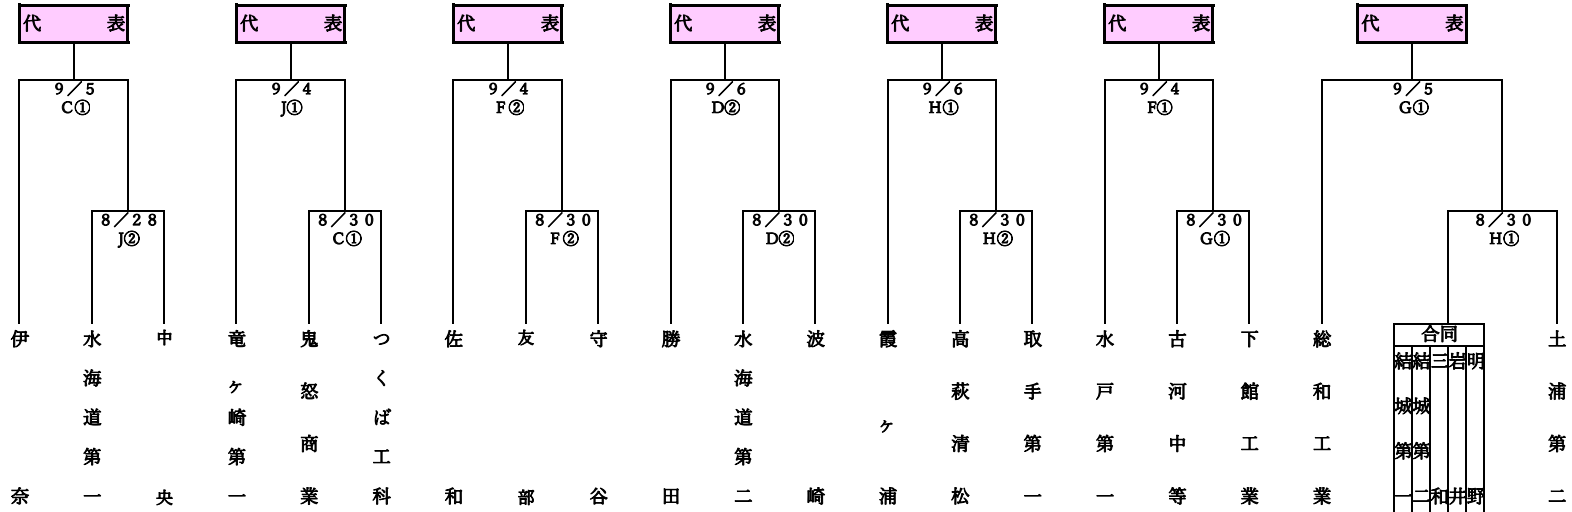 代表 代表 代表 代表 代表 代表 代表
9/5 9/4 9/4 9/6 9/6 9/4 9/5
C① J① F② D② H① F① G①
8/28 8/30 8/30 8/30 8/30 8/30 8/30
J② C① F② D② H② G① H①
伊奈
水海道第一
中央
竜ヶ崎第一
鬼怒商業
つくば工科
佐和
友部
守谷
勝田
水海道第二
波崎
霞ヶ浦
高萩清松
取手第一
水戸第一
古河中等
下館工業
総和工業
合同
結城第一
結城第二
三和
岩井
明野
土浦第二